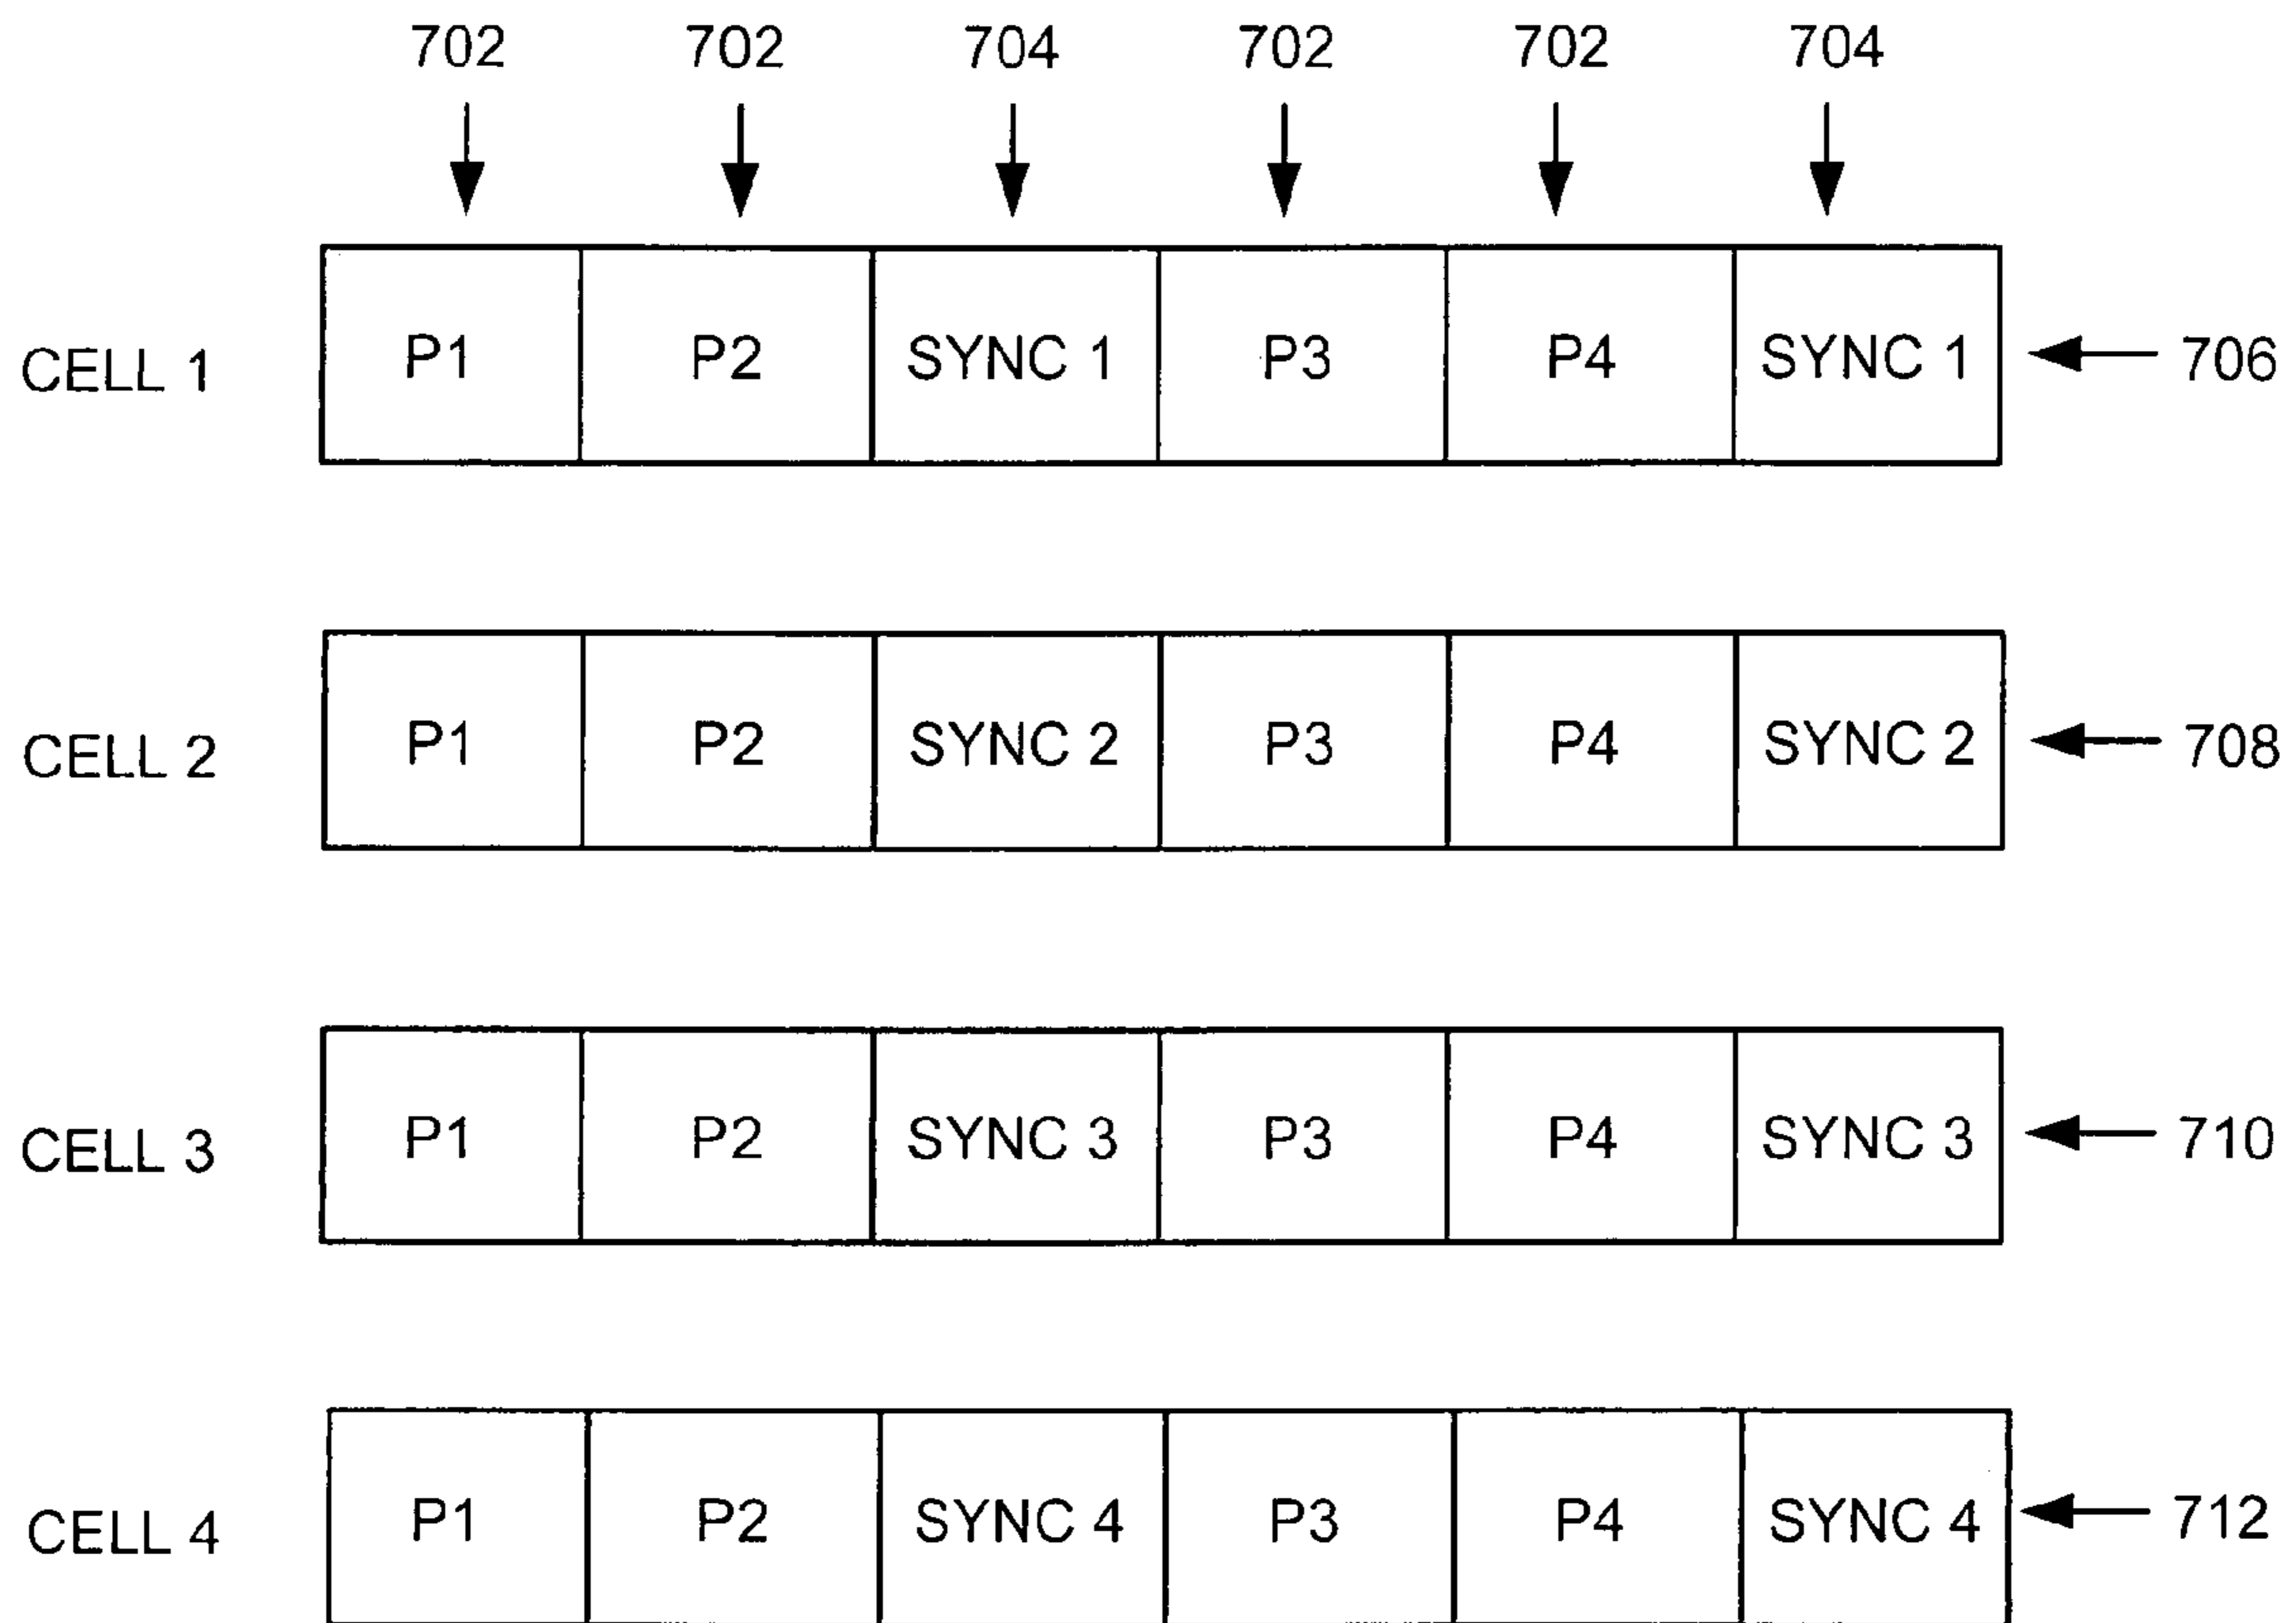 702 702 704 702 702 704
CELL 1 P1 P2 SYNC 1 P3 P4 SYNC 1 706
CELL 2 P1 P2 SYNC 2 P3 P4 SYNC 2 708
CELL 3 P1 P2 SYNC 3 P3 P4 SYNC 3 710
CELL 4 P1 P2 SYNC 4 P3 P4 SYNC 4 712